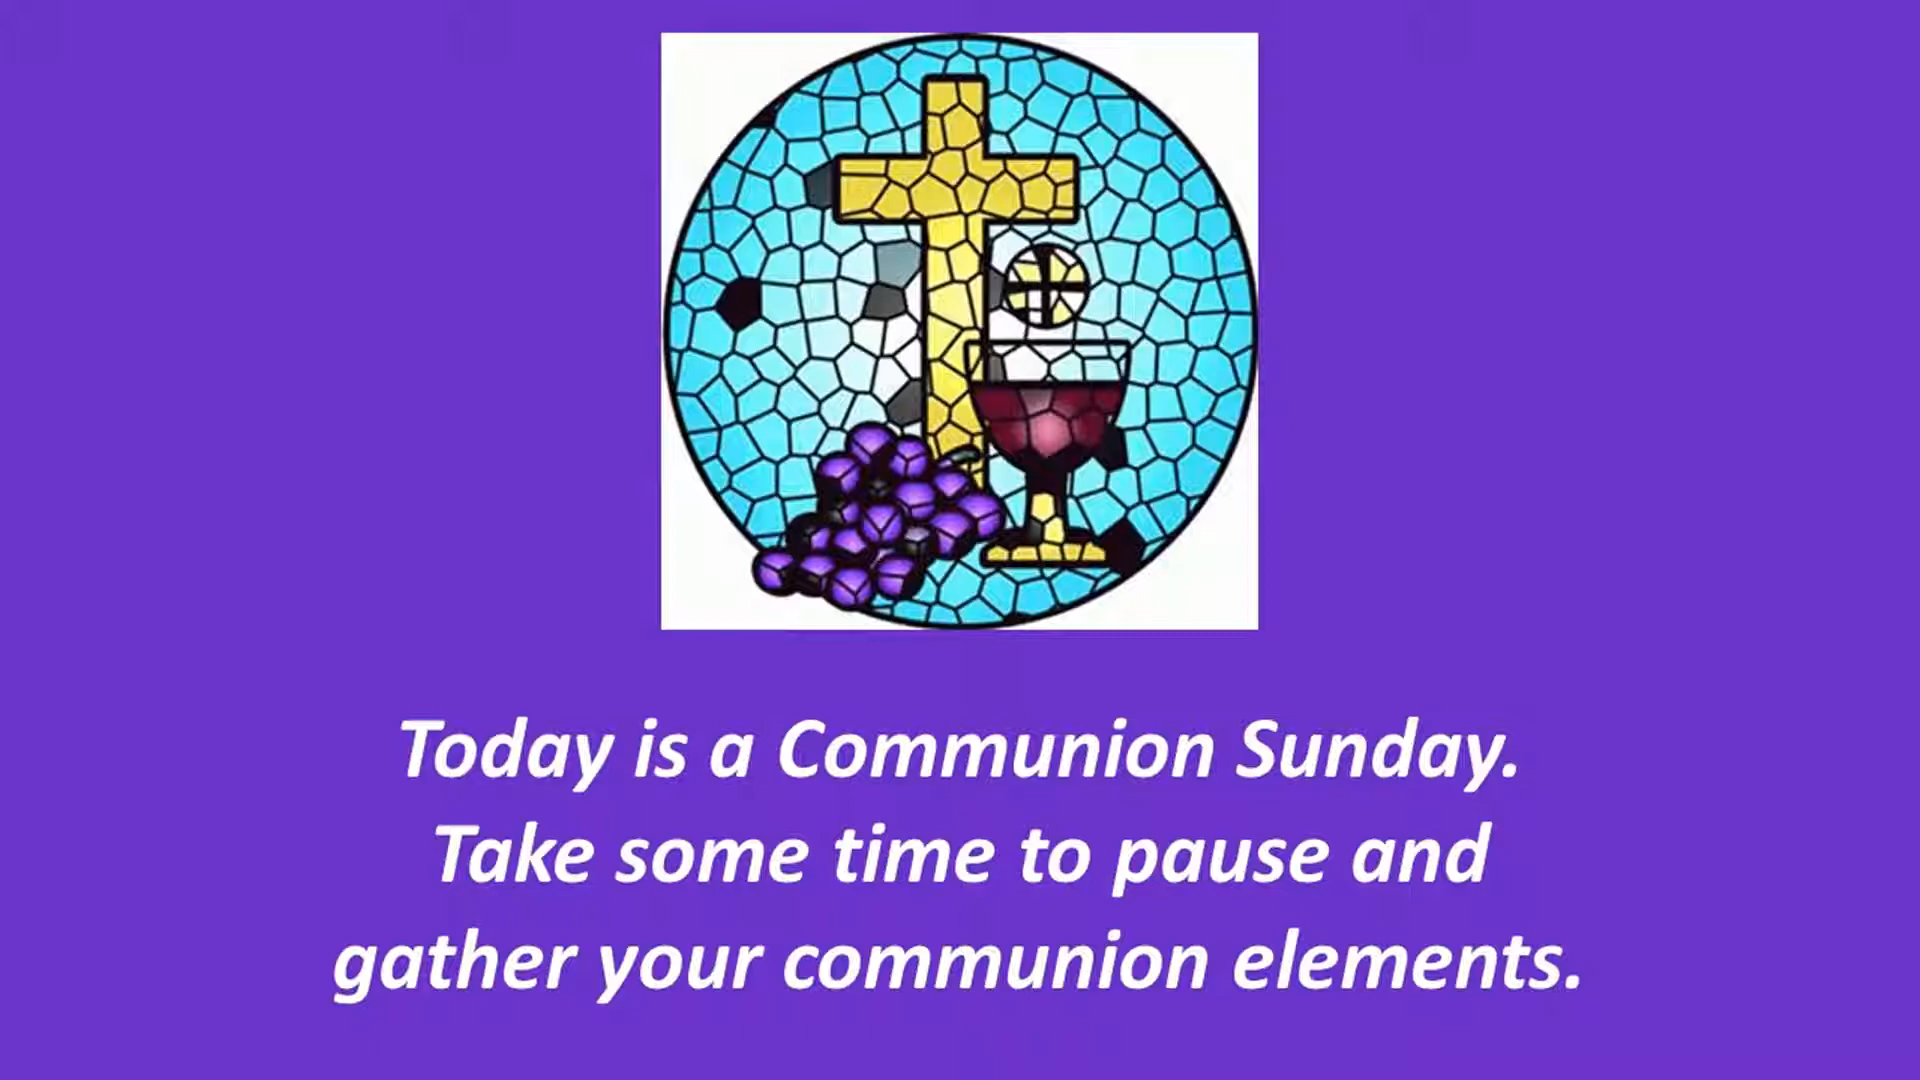 Today is a Communion Sunday.
Take some time to pause and
gather your communion elements.